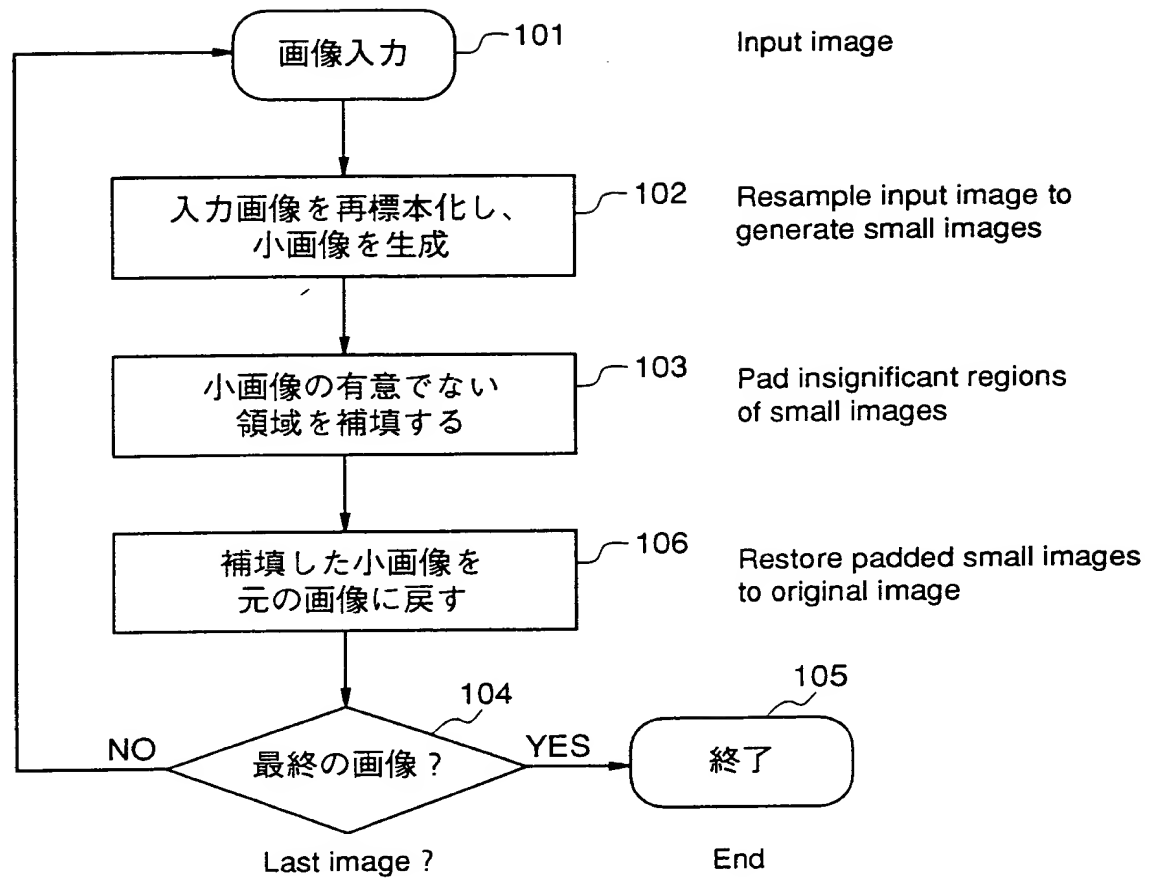 画像入力
101
Input image
入力画像を再標本化し、
小画像を生成
102
Resample input image to
generate small images
小画像の有意でない
領域を補填する
103
Pad insignificant regions
of small images
補填した小画像を
元の画像に戻す
106
Restore padded small images
to original image
104
105
NO
最終の画像?
YES
終了
Last image ?
End